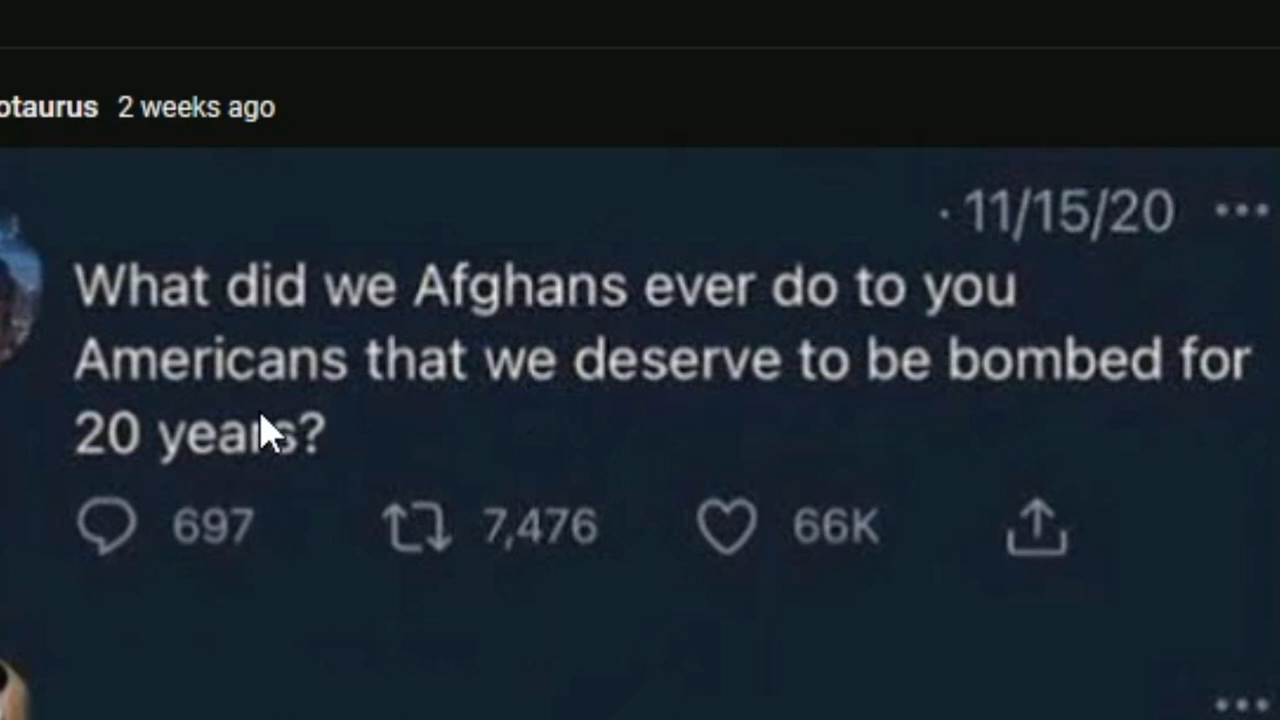 2 weeks ago
· 11/15/20 •••
What did we Afghans ever do to you
Americans that we deserve to be bombed for
20 years?
697 7,476 66K